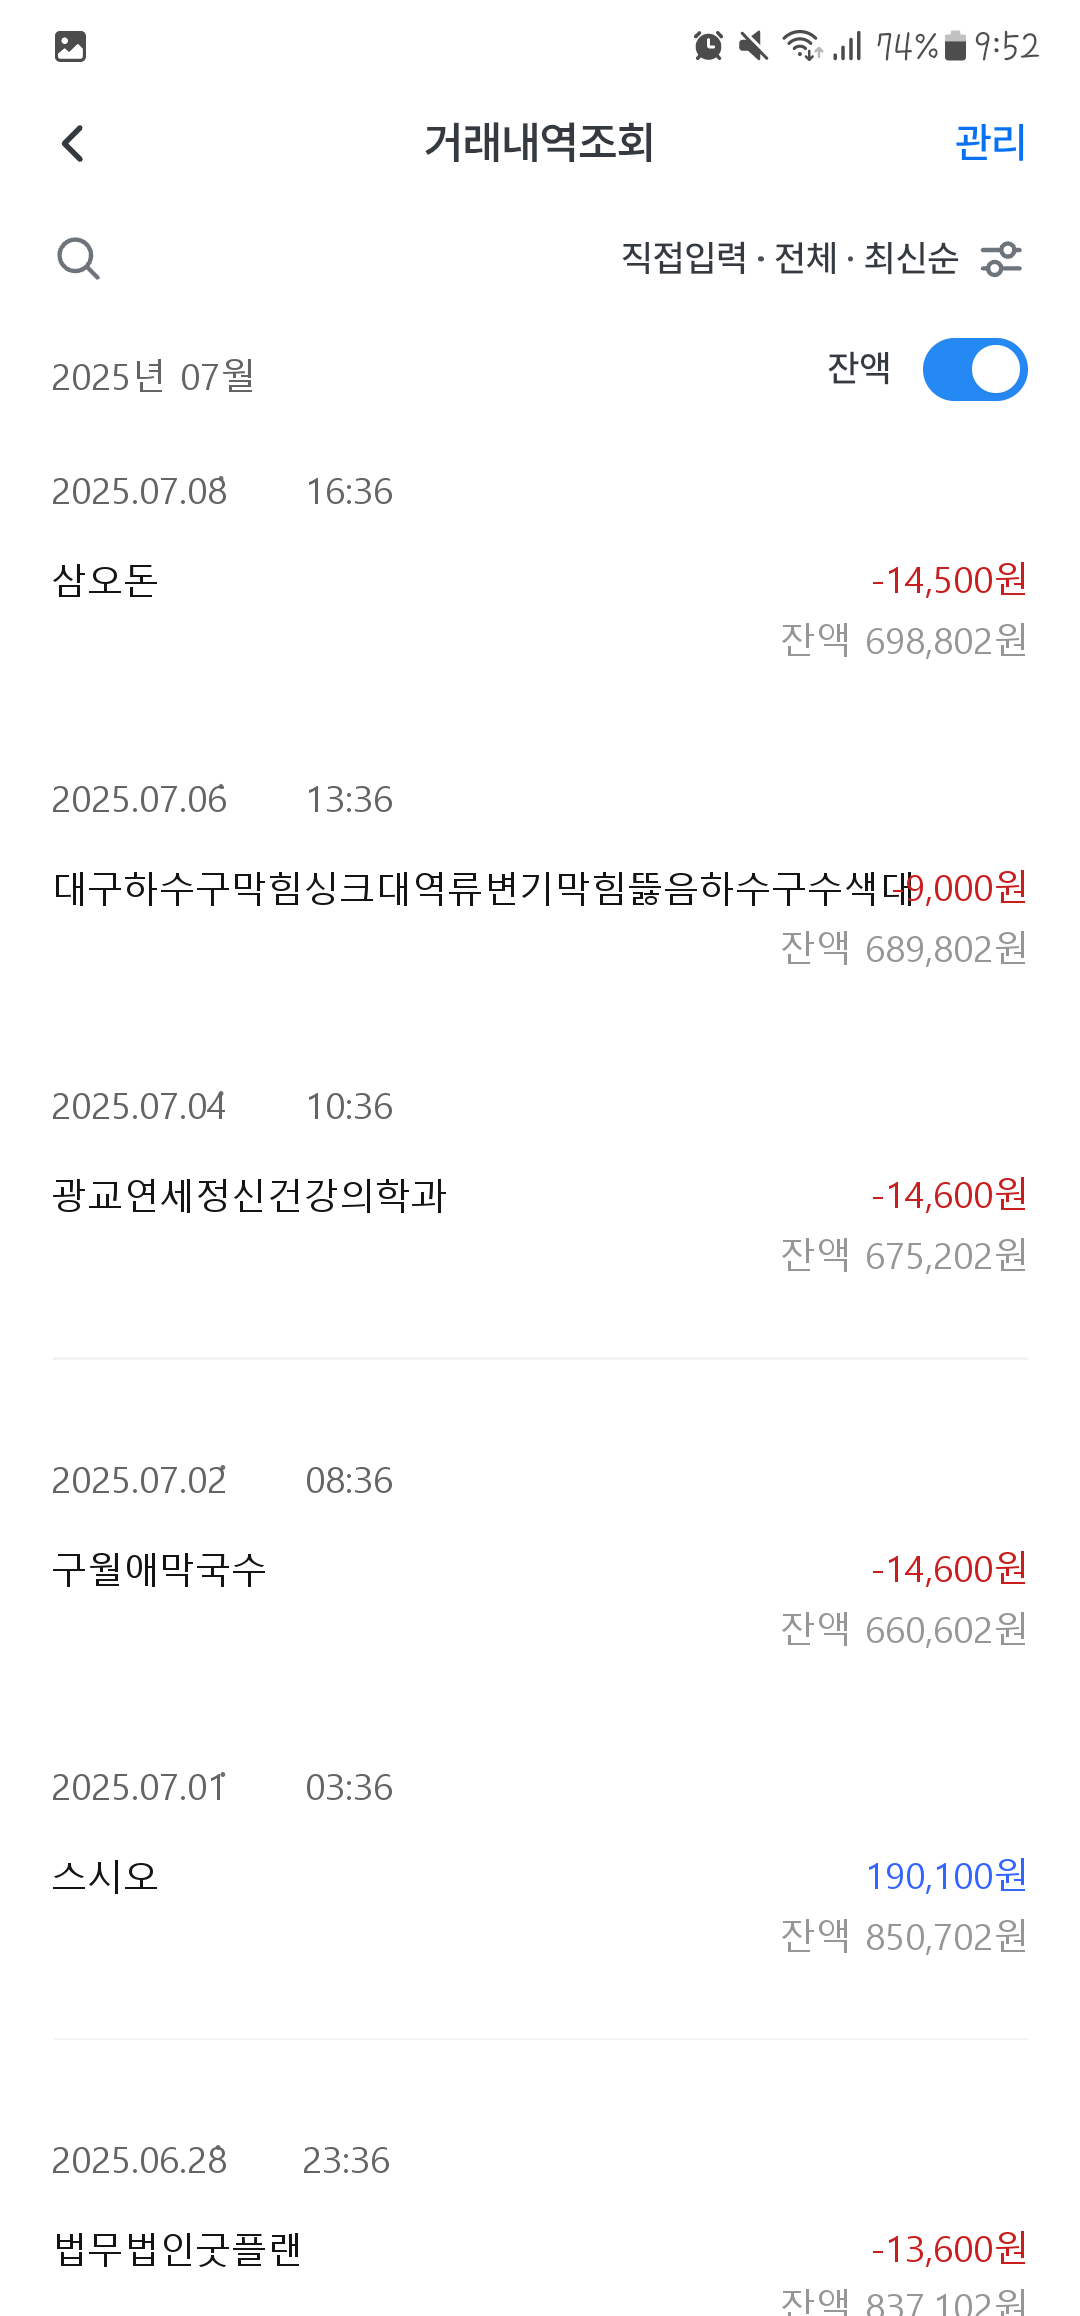 74% 9:52
거래내역조회 관리
직접입력 · 전체 · 최신순
2025년 07월 잔액
2025.07.08 16:36
삼오돈 -14,500원
잔액 698,802원
2025.07.06 13:36
대구하수구막힘싱크대역류변기막힘뚫음하수구수색대 -9,000원
잔액 689,802원
2025.07.04 10:36
광교연세정신건강의학과 -14,600원
잔액 675,202원
2025.07.02 08:36
구월애막국수 -14,600원
잔액 660,602원
2025.07.01 03:36
스시오 190,100원
잔액 850,702원
2025.06.28 23:36
법무법인굿플랜 -13,600원
잔액 837,102원